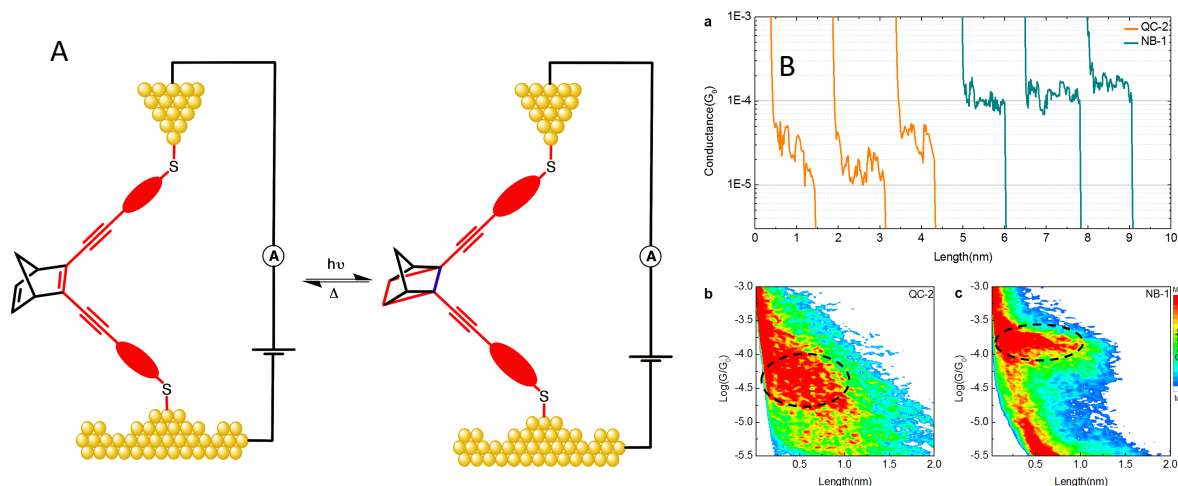 A
S
S
A
hυ
Δ
S
S
A
a
B
QC-2
NB-1
1E-3
1E-4
1E-5
Conductance(G₀)
0 1 2 3 4 5 6 7 8 9 10
Length(nm)
b
QC-2
-3.0
-3.5
-4.0
-4.5
-5.0
-5.5
Log(G/G₀)
0.5 1.0 1.5 2.0
Length(nm)
c
NB-1
-3.0
-3.5
-4.0
-4.5
-5.0
-5.5
Log(G/G₀)
0.5 1.0 1.5 2.0
Length(nm)
M
M